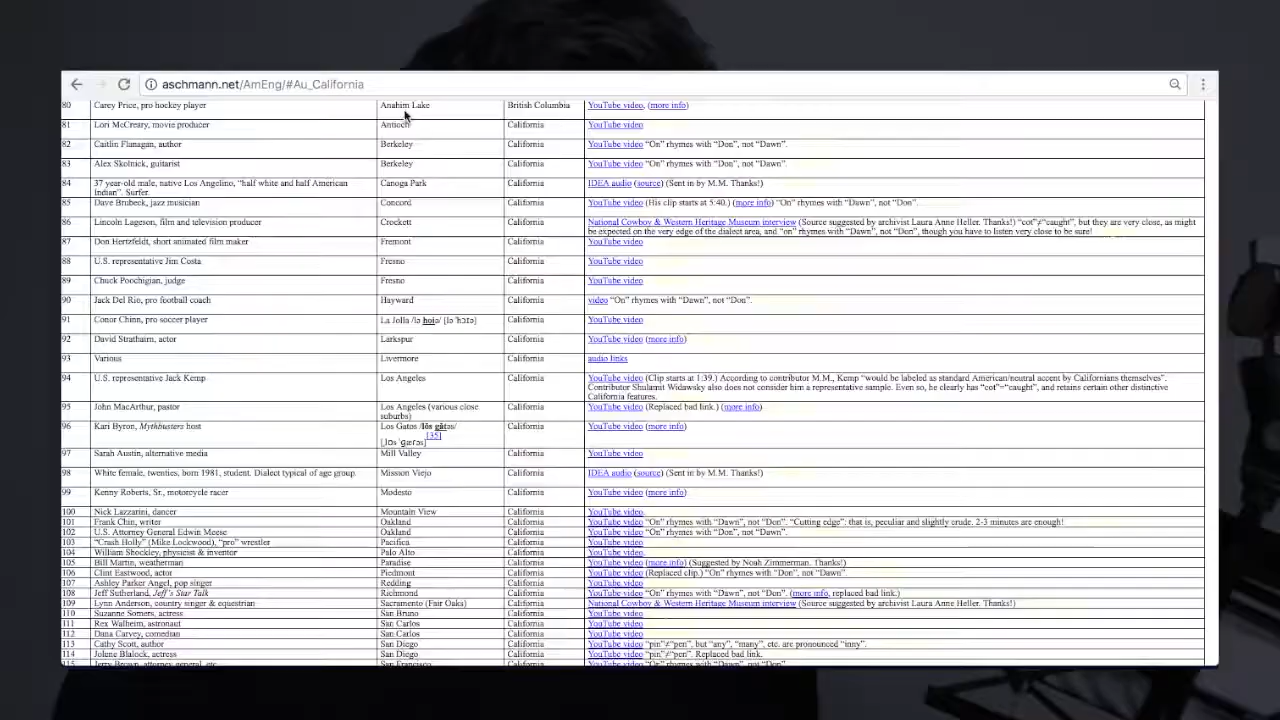 aschmann.net/AmEng/#Au_California
80 Carey Price, pro hockey player Anahim Lake British Columbia YouTube video, (more info)
81 Lori McCreary, movie producer Antioch California YouTube video
82 Caitlin Flanagan, author Berkeley California YouTube video “On” rhymes with “Don”, not “Dawn”.
83 Alex Skolnick, guitarist Berkeley California YouTube video “On” rhymes with “Don”, not “Dawn”.
84 37 year-old male, native Los Angelino, “half white and half American Canoga Park California IDEA audio (source) (Sent in by M.M. Thanks!)
Indian”. Surfer.
85 Dave Brubeck, jazz musician Concord California YouTube video (His clip starts at 5:40.) (more info) “On” rhymes with “Dawn”, not “Don”.
86 Lincoln Lageson, film and television producer Crockett California National Cowboy & Western Heritage Museum interview (Source suggested by archivist Laura Anne Heller. Thanks!) “cot”≠“caught”, but they are very close, as might
be expected on the very edge of the dialect area, and “on” rhymes with “Dawn”, not “Don”, though you have to listen very close to be sure!
87 Don Hertzfeldt, short animated film maker Fremont California YouTube video
88 U.S. representative Jim Costa Fresno California YouTube video
89 Chuck Poochigian, judge Fresno California YouTube video
90 Jack Del Rio, pro football coach Hayward California video “On” rhymes with “Dawn”, not “Don”.
91 Conor Chinn, pro soccer player La Jolla /lə hoiə/ [lə ˈhɔɪə] California YouTube video
92 David Strathairn, actor Larkspur California YouTube video (more info)
93 Various Livermore California audio links
94 U.S. representative Jack Kemp Los Angeles California YouTube video (Clip starts at 1:39.) According to contributor M.M., Kemp “would be labeled as standard American/neutral accent by Californians themselves”.
Contributor Shulamit Widawsky also does not consider him a representative sample. Even so, he clearly has “cot”=“caught”, and retains certain other distinctive
California features.
95 John MacArthur, pastor Los Angeles (various close California YouTube video (Replaced bad link.) (more info)
suburbs)
96 Kari Byron, Mythbusters host Los Gatos California YouTube video (more info)
[35]
97 Sarah Austin, alternative media Mill Valley California YouTube video
98 White female, twenties, born 1981, student. Dialect typical of age group. Mission Viejo California IDEA audio (source) (Sent in by M.M. Thanks!)
99 Kenny Roberts, Sr., motorcycle racer Modesto California YouTube video (more info)
100 Nick Lazzarini, dancer Mountain View California YouTube video.
101 Frank Chin, writer Oakland California YouTube video “On” rhymes with “Dawn”, not “Don”. “Cutting edge”: that is, peculiar and slightly crude. 2-3 minutes are enough!
102 U.S. Attorney General Edwin Meese Oakland California YouTube video “On” rhymes with “Don”, not “Dawn”.
103 “Crash Holly” (Mike Lockwood), “pro” wrestler Pacifica California YouTube video
104 William Shockley, physicist & inventor Palo Alto California YouTube video.
105 Bill Martin, weatherman Paradise California YouTube video (more info) (Suggested by Noah Zimmerman. Thanks!)
106 Clint Eastwood, actor Piedmont California YouTube video (Replaced clip.) “On” rhymes with “Don”, not “Dawn”.
107 Ashley Parker Angel, pop singer Redding California YouTube video
108 Jeff Sutherland, Jeff’s Star Talk Richmond California YouTube video “On” rhymes with “Dawn”, not “Don”. (more info, replaced bad link.)
109 Lynn Anderson, country singer & equestrian Sacramento (Fair Oaks) California National Cowboy & Western Heritage Museum interview (Source suggested by archivist Laura Anne Heller. Thanks!)
110 Suzanne Somers, actress San Bruno California YouTube video
111 Rex Walheim, astronaut San Carlos California YouTube video
112 Dana Carvey, comedian San Carlos California YouTube video
113 Cathy Scott, author San Diego California YouTube video “pin”≠“pen”, but “any”, “many”, etc. are pronounced “inny”.
114 Jolene Blalock, actress San Diego California YouTube video “pin”≠“pen”. Replaced bad link.
115 Jerry Brown, attorney general, etc. San Francisco California YouTube video “On” rhymes with “Dawn”, not “Don”.